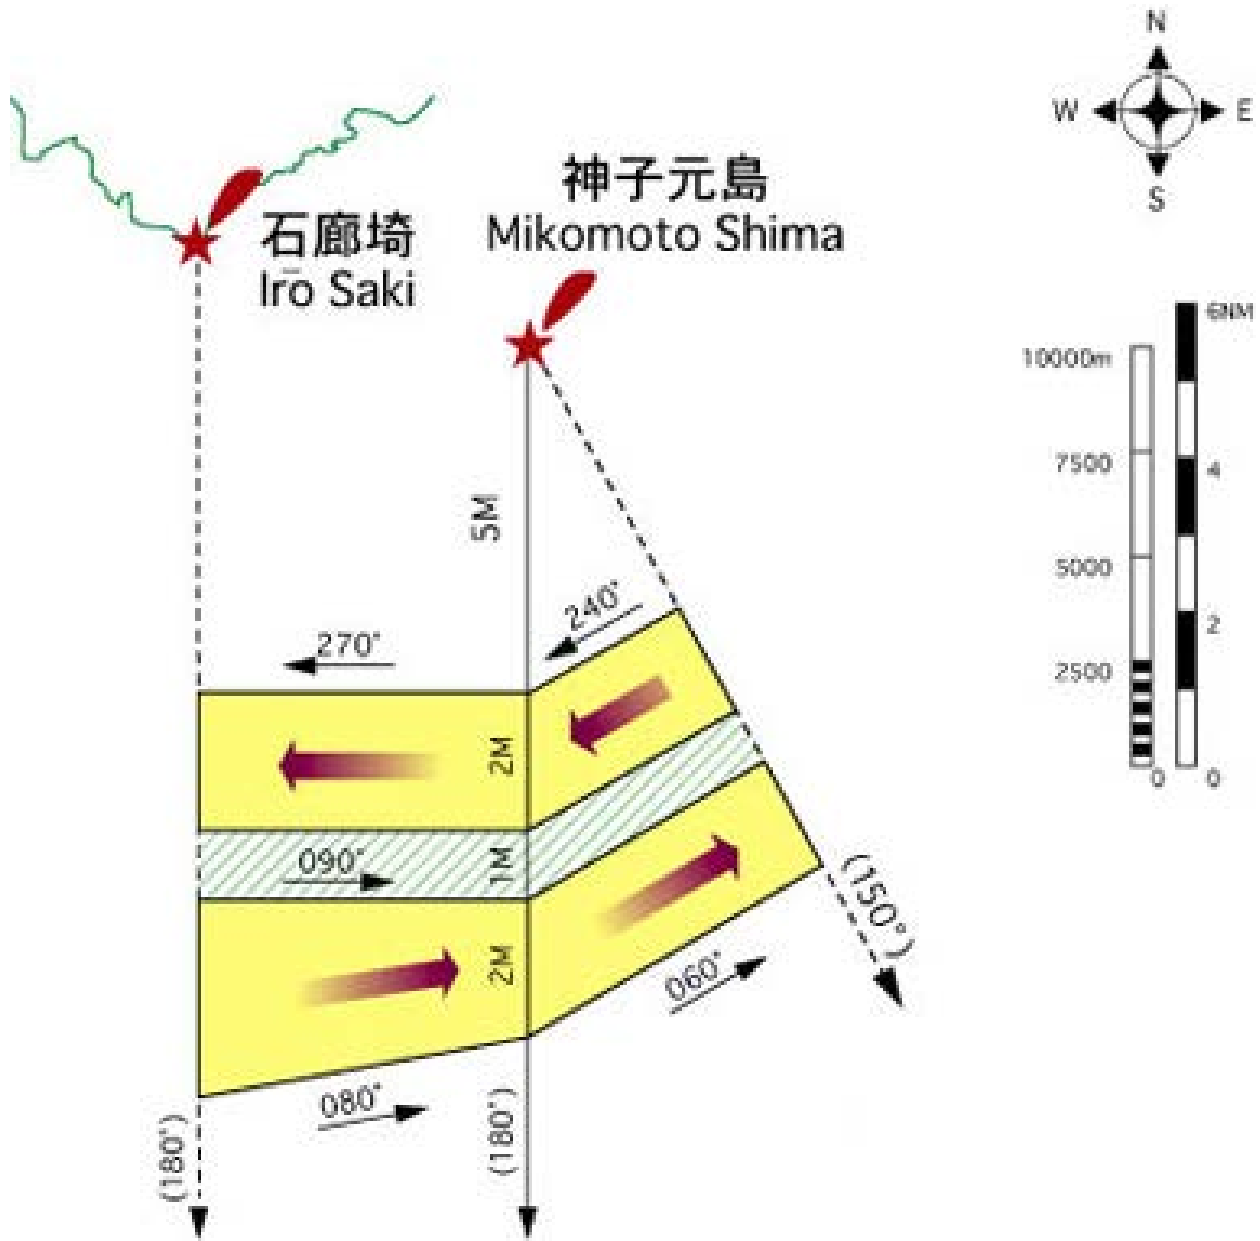 N
W
E
S
神子元島
Mikomoto Shima
石廊埼
Irō Saki
6NM
10000m
7500
4
5M
5000
240°
2
270°
2500
0
0
2M
090°
1M
(150°)
2M
060°
080°
(180°)
(180°)